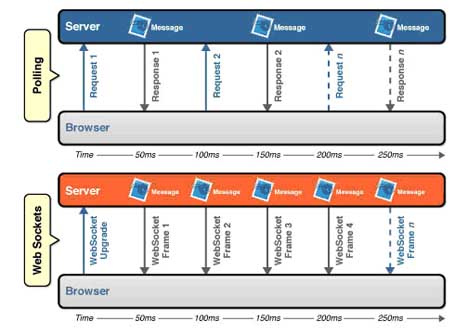 Polling
Server
Message
Message
Message
Request 1
Response 1
Request 2
Response 2
Request n
Response n
Browser
Time 50ms 100ms 150ms 200ms 250ms
Web Sockets
Server
Message
Message
Message
Message
Message
WebSocket
Upgrade
WebSocket
Frame 1
WebSocket
Frame 2
WebSocket
Frame 3
WebSocket
Frame 4
WebSocket
Frame n
Browser
Time 50ms 100ms 150ms 200ms 250ms